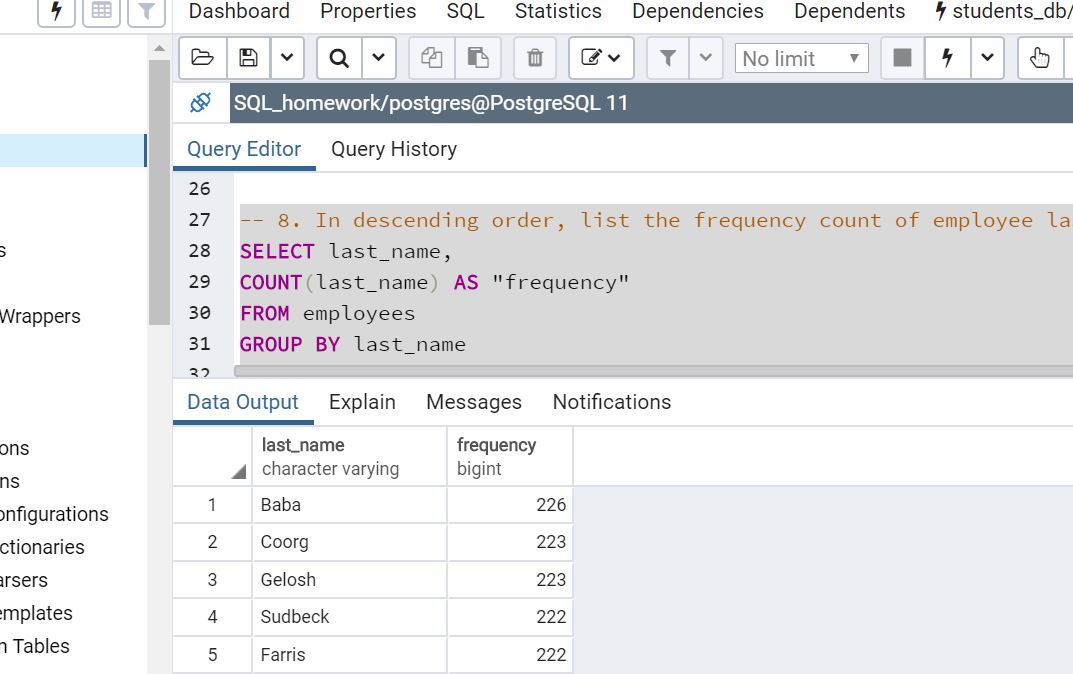 Dashboard Properties SQL Statistics Dependencies Dependents students_db/
No limit
SQL_homework/postgres@PostgreSQL 11
Query Editor Query History
26
27 -- 8. In descending order, list the frequency count of employee la
28 SELECT last_name,
29 COUNT(last_name) AS "frequency"
30 FROM employees
31 GROUP BY last_name
32
Data Output Explain Messages Notifications
last_name frequency
character varying bigint
1 Baba 226
2 Coorg 223
3 Gelosh 223
4 Sudbeck 222
5 Farris 222
s
Wrappers
ons
ns
onfigurations
ctionaries
arsers
emplates
n Tables